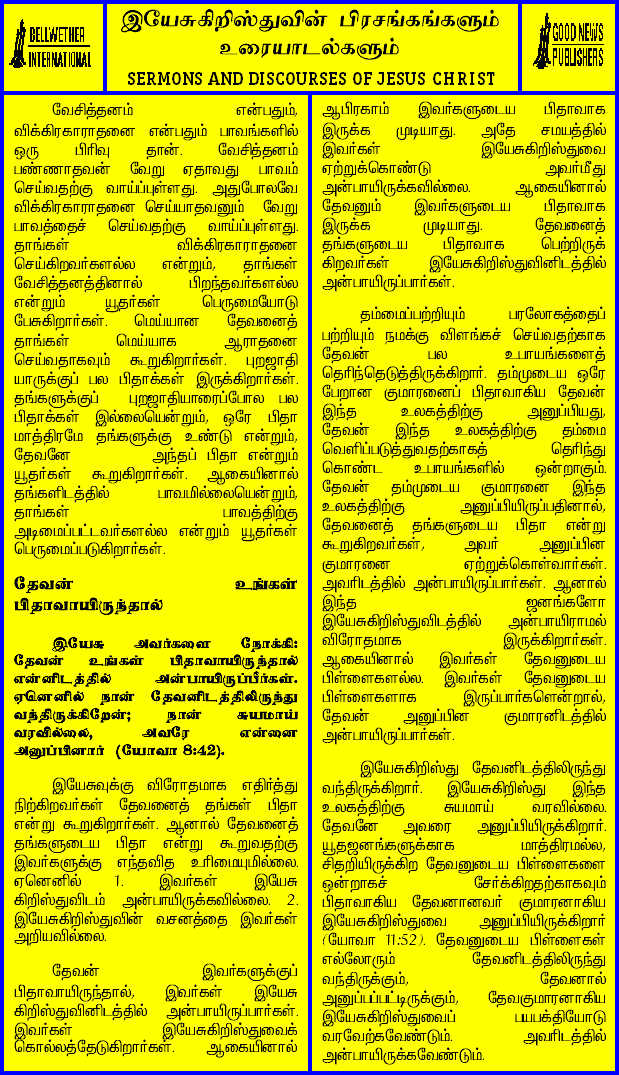 BELLWETHER
INTERNATIONAL
இயேசுகிறிஸ்துவின் பிரசங்கங்களும்
உரையாடல்களும்
SERMONS AND DISCOURSES OF JESUS CHRIST
GOOD NEWS
PUBLISHERS
வேசித்தனம் என்பதும்,
விக்கிரகாராதனை என்பதும் பாவங்களில்
ஒரு பிரிவு தான். வேசித்தனம்
பண்ணாதவன் வேறு ஏதாவது பாவம்
செய்வதற்கு வாய்ப்புள்ளது. அதுபோலவே
விக்கிரகாராதனை செய்யாதவனும் வேறு
பாவத்தைச் செய்வதற்கு வாய்ப்புள்ளது.
தாங்கள் விக்கிரகாராதனை
செய்கிறவர்களல்ல என்றும், தாங்கள்
வேசித்தனத்தினால் பிறந்தவர்களல்ல
என்றும் யூதர்கள் பெருமையோடு
பேசுகிறார்கள். மெய்யான தேவனைத்
தாங்கள் மெய்யாக ஆராதனை
செய்வதாகவும் கூறுகிறார்கள். புறஜாதி
யாருக்குப் பல பிதாக்கள் இருக்கிறார்கள்.
தங்களுக்குப் புறஜாதியாரைப்போல பல
பிதாக்கள் இல்லையென்றும், ஒரே பிதா
மாத்திரமே தங்களுக்கு உண்டு என்றும்,
தேவனே அந்தப் பிதா என்றும்
யூதர்கள் கூறுகிறார்கள். ஆகையினால்
தங்களிடத்தில் பாவமில்லையென்றும்,
தாங்கள் பாவத்திற்கு
அடிமைப்பட்டவர்களல்ல என்றும் யூதர்கள்
பெருமைப்படுகிறார்கள்.
தேவன் உங்கள்
பிதாவாயிருந்தால்
இயேசு அவர்களை நோக்கி:
தேவன் உங்கள் பிதாவாயிருந்தால்
என்னிடத்தில் அன்பாயிருப்பீர்கள்.
ஏனெனில் நான் தேவனிடத்திலிருந்து
வந்திருக்கிறேன்; நான் சுயமாய்
வரவில்லை, அவரே என்னை
அனுப்பினார் (யோவா 8:42).
இயேசுவுக்கு விரோதமாக எதிர்த்து
நிற்கிறவர்கள் தேவனைத் தங்கள் பிதா
என்று கூறுகிறார்கள். ஆனால் தேவனைத்
தங்களுடைய பிதா என்று கூறுவதற்கு
இவர்களுக்கு எந்தவித உரிமையுமில்லை.
ஏனெனில் 1. இவர்கள் இயேசு
கிறிஸ்துவிடம் அன்பாயிருக்கவில்லை. 2.
இயேசுகிறிஸ்துவின் வசனத்தை இவர்கள்
அறியவில்லை.
தேவன் இவர்களுக்குப்
பிதாவாயிருந்தால், இவர்கள் இயேசு
கிறிஸ்துவினிடத்தில் அன்பாயிருப்பார்கள்.
இவர்கள் இயேசுகிறிஸ்துவைக்
கொல்லத்தேடுகிறார்கள். ஆகையினால்
ஆபிரகாம் இவர்களுடைய பிதாவாக
இருக்க முடியாது. அதே சமயத்தில்
இவர்கள் இயேசுகிறிஸ்துவை
ஏற்றுக்கொண்டு அவர்மீது
அன்பாயிருக்கவில்லை. ஆகையினால்
தேவனும் இவர்களுடைய பிதாவாக
இருக்க முடியாது. தேவனைத்
தங்களுடைய பிதாவாக பெற்றிருக்
கிறவர்கள் இயேசுகிறிஸ்துவினிடத்தில்
அன்பாயிருப்பார்கள்.
தம்மைப்பற்றியும் பரலோகத்தைப்
பற்றியும் நமக்கு விளங்கச் செய்வதற்காக
தேவன் பல உபாயங்களைத்
தெரிந்தெடுத்திருக்கிறார். தம்முடைய ஒரே
பேறான குமாரனைப் பிதாவாகிய தேவன்
இந்த உலகத்திற்கு அனுப்பியது,
தேவன் இந்த உலகத்திற்கு தம்மை
வெளிப்படுத்துவதற்காகத் தெரிந்து
கொண்ட உபாயங்களில் ஒன்றாகும்.
தேவன் தம்முடைய குமாரனை இந்த
உலகத்திற்கு அனுப்பியிருப்பதினால்,
தேவனைத் தங்களுடைய பிதா என்று
கூறுகிறவர்கள், அவர் அனுப்பின
குமாரனை ஏற்றுக்கொள்வார்கள்.
அவரிடத்தில் அன்பாயிருப்பார்கள். ஆனால்
இந்த ஜனங்களோ
இயேசுகிறிஸ்துவிடத்தில் அன்பாயிராமல்
விரோதமாக இருக்கிறார்கள்.
ஆகையினால் இவர்கள் தேவனுடைய
பிள்ளைகளல்ல. இவர்கள் தேவனுடைய
பிள்ளைகளாக இருப்பார்களென்றால்,
தேவன் அனுப்பின குமாரனிடத்தில்
அன்பாயிருப்பார்கள்.
இயேசுகிறிஸ்து தேவனிடத்திலிருந்து
வந்திருக்கிறார். இயேசுகிறிஸ்து இந்த
உலகத்திற்கு சுயமாய் வரவில்லை.
தேவனே அவரை அனுப்பியிருக்கிறார்.
யூதஜனங்களுக்காக மாத்திரமல்ல,
சிதறியிருக்கிற தேவனுடைய பிள்ளைகளை
ஒன்றாகச் சேர்க்கிறதற்காகவும்
பிதாவாகிய தேவனானவர் குமாரனாகிய
இயேசுகிறிஸ்துவை அனுப்பியிருக்கிறார்
(யோவா 11:52). தேவனுடைய பிள்ளைகள்
எல்லோரும் தேவனிடத்திலிருந்து
வந்திருக்கும், தேவனால்
அனுப்பப்பட்டிருக்கும், தேவகுமாரனாகிய
இயேசுகிறிஸ்துவைப் பயபக்தியோடு
வரவேற்கவேண்டும். அவரிடத்தில்
அன்பாயிருக்கவேண்டும்.